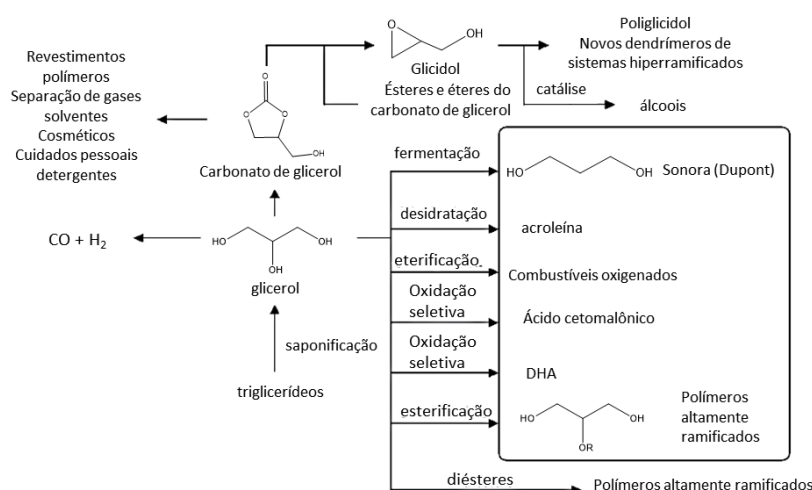 Revestimentos
polímeros
Separação de gases
solventes
Cosméticos
Cuidados pessoais
detergentes
O
O
O
OH
Carbonato de glicerol
O
OH
Glicidol
Ésteres e éteres do
carbonato de glicerol
Poliglicidol
Novos dendrímeros de
sistemas hiperramificados
catálise
álcoois
CO + H2
HO
OH
OH
glicerol
saponificação
triglicerídeos
fermentação
HO
OH
Sonora (Dupont)
desidratação
acroleína
eterificação
Combustíveis oxigenados
Oxidação
seletiva
Ácido cetomalônico
Oxidação
seletiva
DHA
esterificação
HO
OH
OR
Polímeros
altamente
ramificados
diésteres
Polímeros altamente ramificados